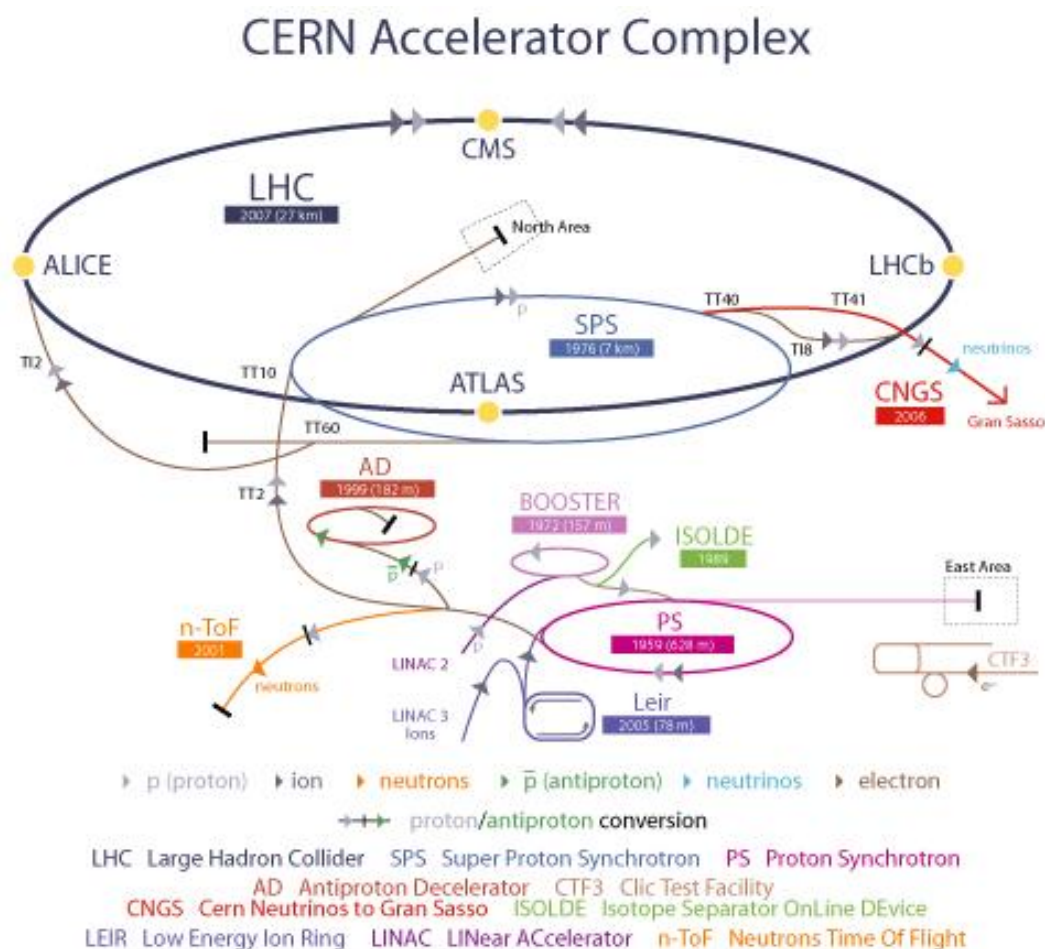 CERN Accelerator Complex
CMS
LHC
2007 (27 km)
North Area
ALICE
LHCb
TT40
TT41
p
SPS
1976 (7 km)
TI8
neutrinos
TI2
TT10
ATLAS
CNGS
2006
Gran Sasso
TT60
AD
1999 (182 m)
TT2
BOOSTER
1972 (157 m)
ISOLDE
1989
p̅
p
East Area
n-ToF
2001
PS
1959 (628 m)
p
LINAC 2
CTF3
e⁻
neutrons
LINAC 3
Ions
Leir
2005 (78 m)
p (proton) ion neutrons p̅ (antiproton) neutrinos electron
proton/antiproton conversion
LHC Large Hadron Collider SPS Super Proton Synchrotron PS Proton Synchrotron
AD Antiproton Decelerator CTF3 Clic Test Facility
CNGS Cern Neutrinos to Gran Sasso ISOLDE Isotope Separator OnLine DEvice
LEIR Low Energy Ion Ring LINAC LINear ACcelerator n-ToF Neutrons Time Of Flight